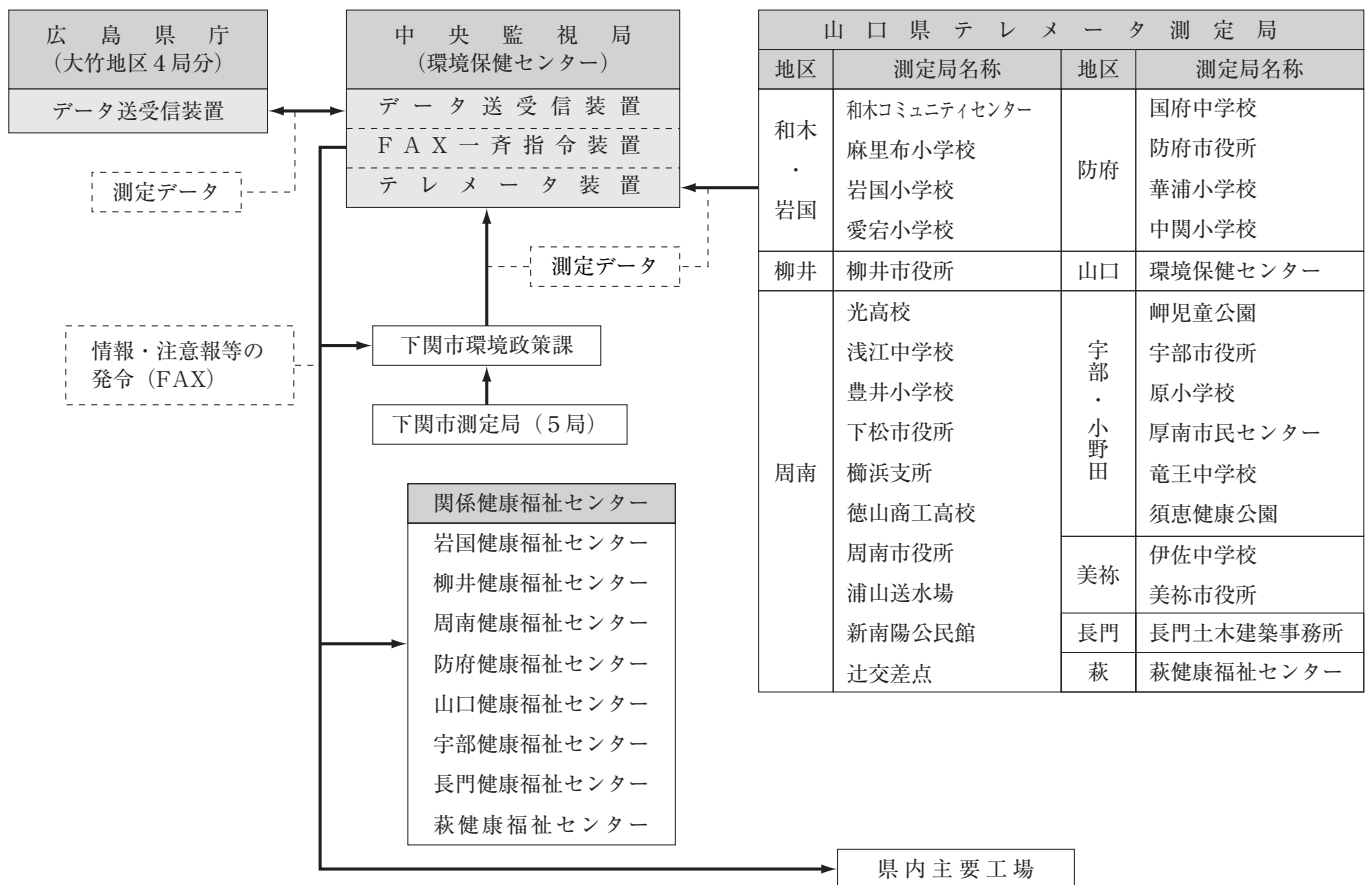 広島県庁
(大竹地区4局分)
データ送受信装置
測定データ
中央監視局
(環境保健センター)
データ送受信装置
FAX一斉指令装置
テレメータ装置
測定データ
情報・注意報等の
発令(FAX)
下関市環境政策課
下関市測定局(5局)
関係健康福祉センター
岩国健康福祉センター
柳井健康福祉センター
周南健康福祉センター
防府健康福祉センター
山口健康福祉センター
宇部健康福祉センター
長門健康福祉センター
萩健康福祉センター
県内主要工場
山口県テレメータ測定局
地区 測定局名称 地区 測定局名称
和木・岩国
和木コミュニティセンター
麻里布小学校
岩国小学校
愛宕小学校
柳井 柳井市役所
周南
光高校
浅江中学校
豊井小学校
下松市役所
櫛浜支所
徳山商工高校
周南市役所
浦山送水場
新南陽公民館
辻交差点
防府
国府中学校
防府市役所
華浦小学校
中関小学校
山口 環境保健センター
宇部・小野田
岬児童公園
宇部市役所
原小学校
厚南市民センター
竜王中学校
須恵健康公園
美祢
伊佐中学校
美祢市役所
長門 長門土木建築事務所
萩 萩健康福祉センター